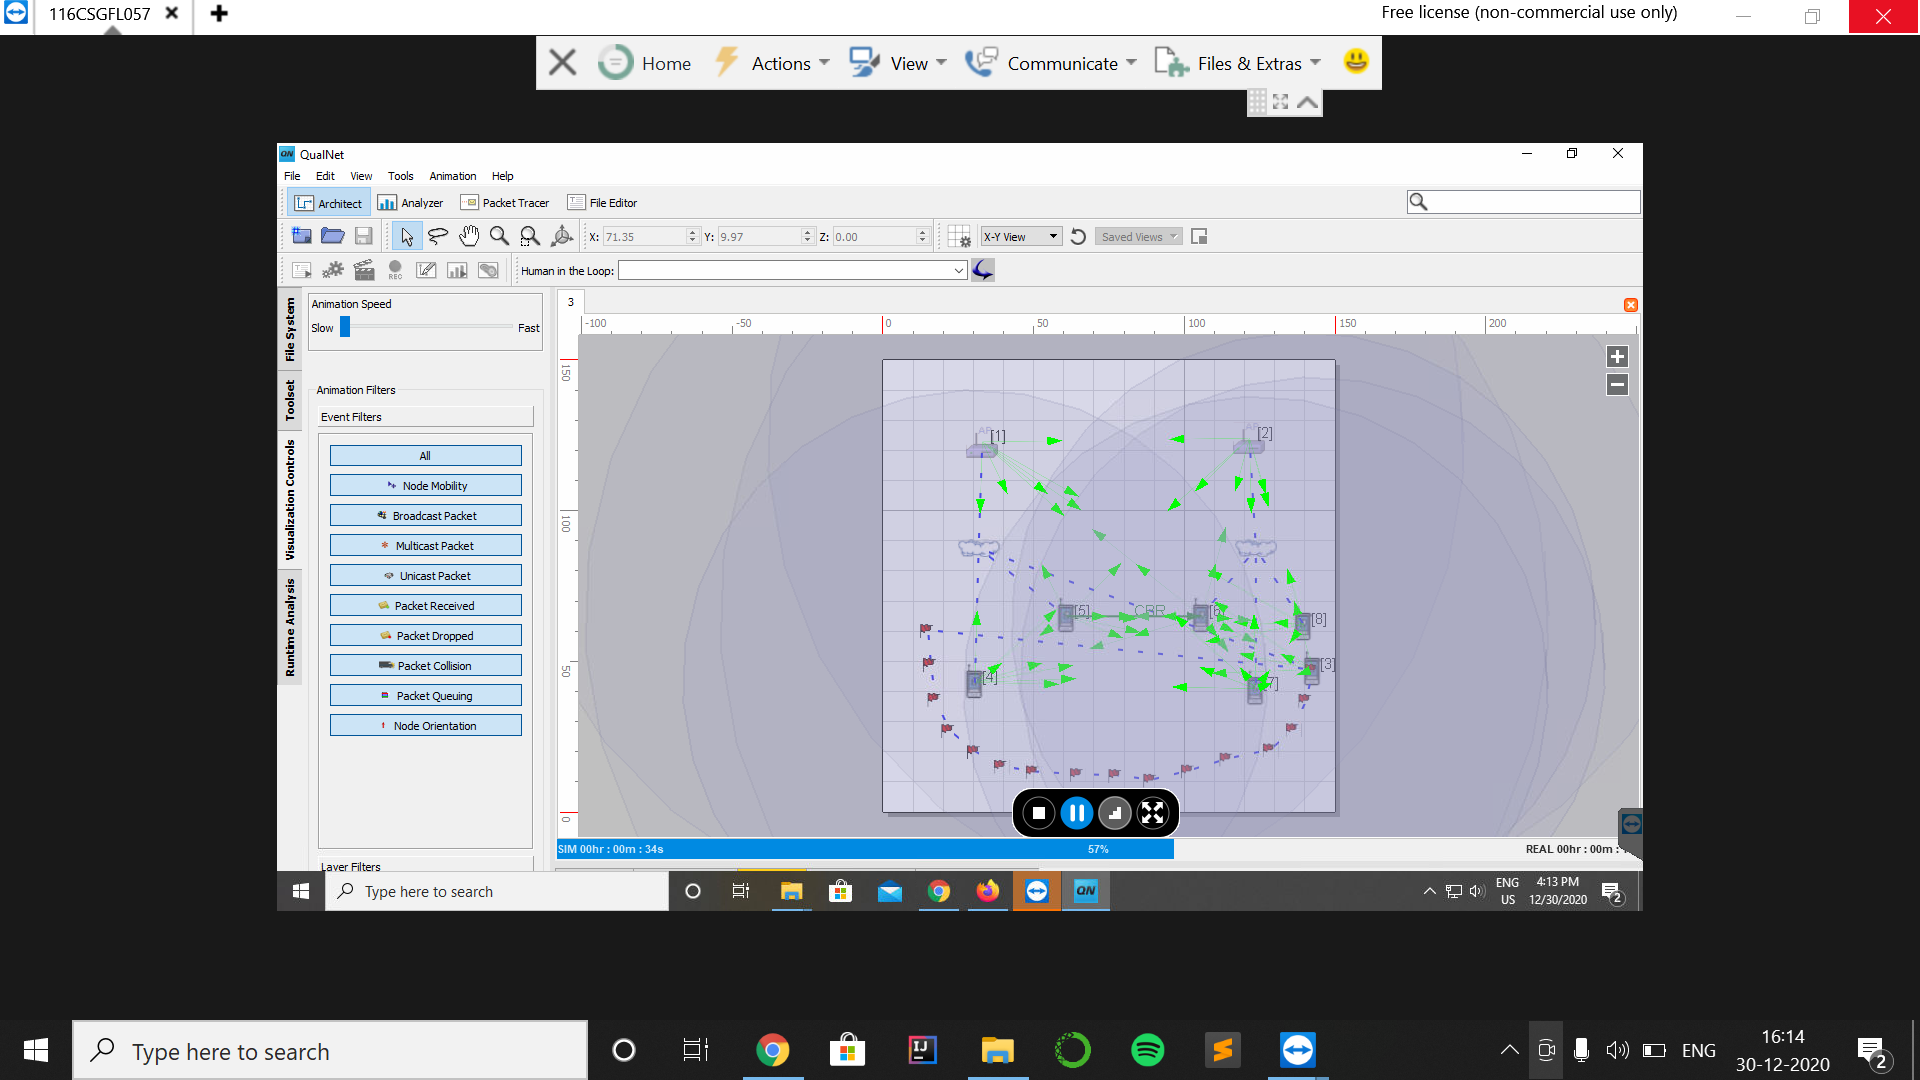 116CSGFL057
Free license (non-commercial use only)
Home Actions View Communicate Files & Extras
QN QualNet
File Edit View Tools Animation Help
Architect Analyzer Packet Tracer File Editor
X: 71.35 Y: 9.97 Z: 0.00 X-Y View Saved Views
REC Human in the Loop:
File System
Toolset
Visualization Controls
Runtime Analysis
Animation Speed
Slow Fast
Animation Filters
Event Filters
All
Node Mobility
Broadcast Packet
Multicast Packet
Unicast Packet
Packet Received
Packet Dropped
Packet Collision
Packet Queuing
Node Orientation
Layer Filters
3
-100 -50 0 50 100 150 200
150
100
50
0
[1] [2]
[5] CBR [6] [8]
[3]
[4] [7]
SIM 00hr : 00m : 34s 57% REAL 00hr : 00m :
Type here to search
QN
ENG
US
4:13 PM
12/30/2020
2
Type here to search
IJ
ENG
16:14
30-12-2020
2